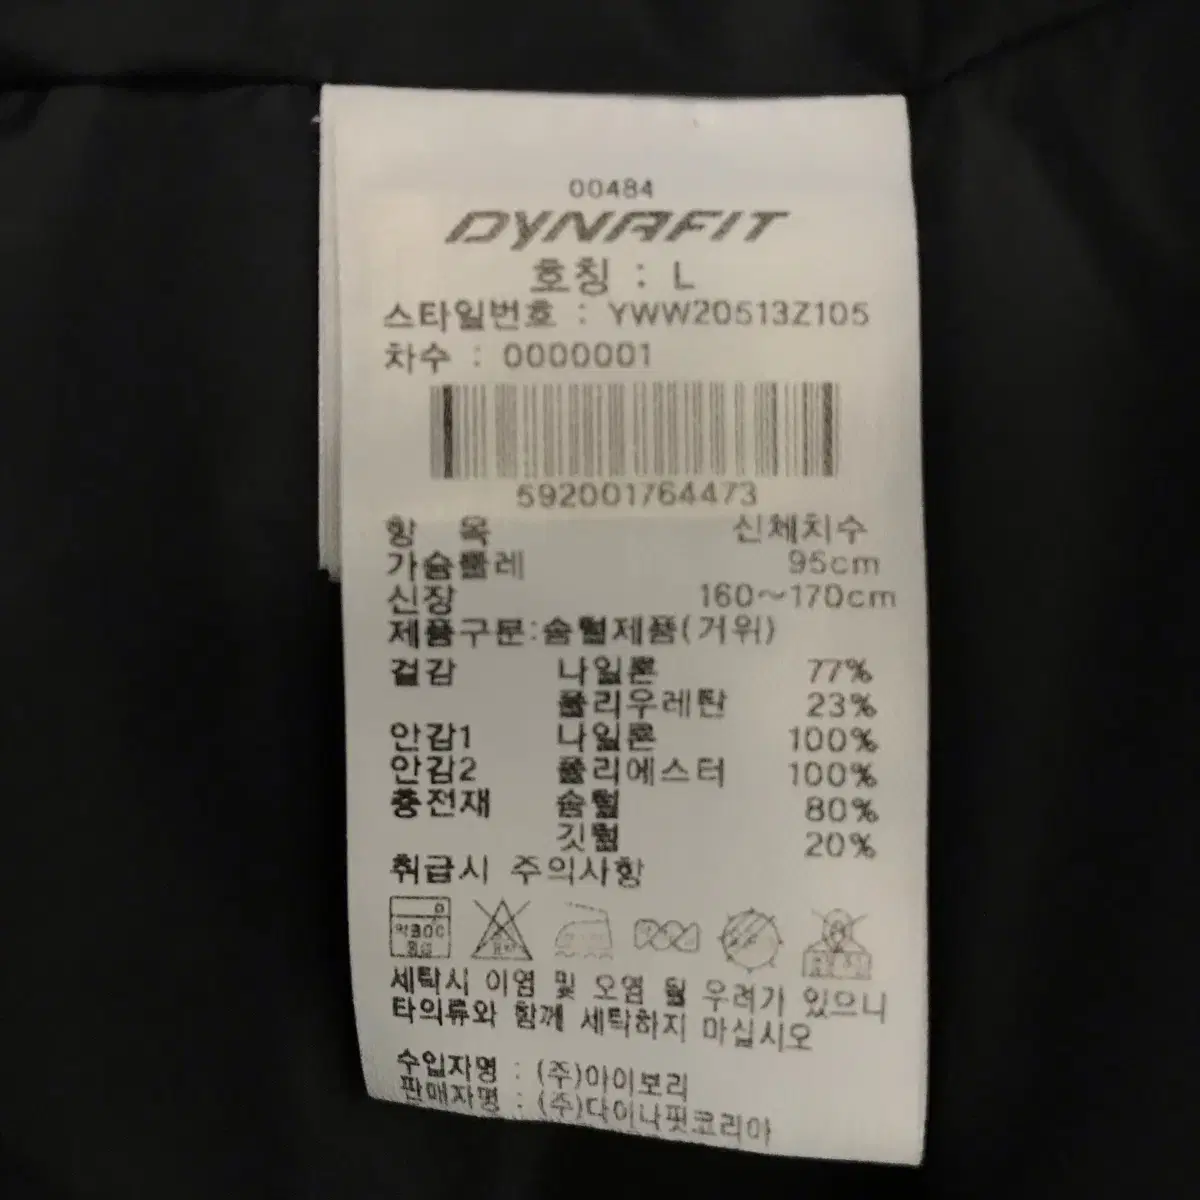 00484
DYNAFIT
호칭 : L
스타일번호 : YWW20513Z105
차수 : 0000001
592001764473
항 목 신체치수
가슴둘레 95cm
신장 160~170cm
제품구분:솜털제품(거위)
겉감 나일론 77%
폴리우레탄 23%
안감1 나일론 100%
안감2 폴리에스터 100%
충전재 솜털 80%
깃털 20%
취급시 주의사항
약30℃
세탁시 이염 및 오염 될 우려가 있으니
타의류와 함께 세탁하지 마십시오
수입자명 : (주)아이보리
판매자명 : (주)다이나핏코리아